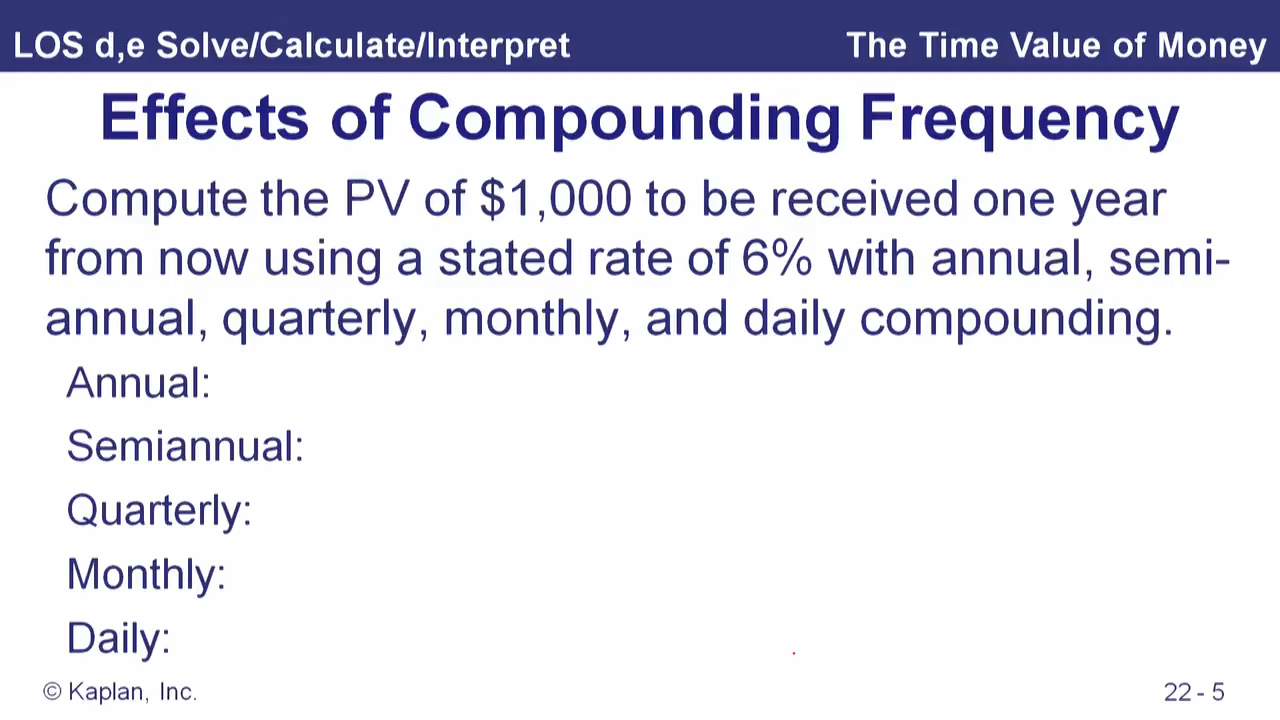 LOS d,e Solve/Calculate/Interpret
The Time Value of Money
Effects of Compounding Frequency
Compute the PV of $1,000 to be received one year
from now using a stated rate of 6% with annual, semi-
annual, quarterly, monthly, and daily compounding.
Annual:
Semiannual:
Quarterly:
Monthly:
Daily:
© Kaplan, Inc.
22 - 5